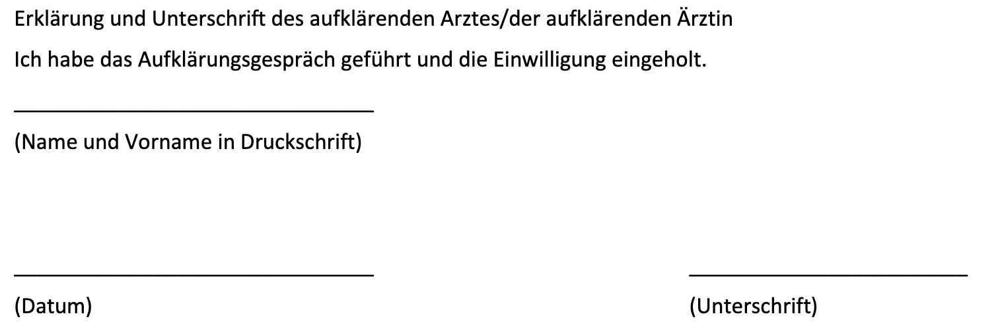 Erklärung und Unterschrift des aufklärenden Arztes/der aufklärenden Ärztin
Ich habe das Aufklärungsgespräch geführt und die Einwilligung eingeholt.
(Name und Vorname in Druckschrift)
(Datum)
(Unterschrift)